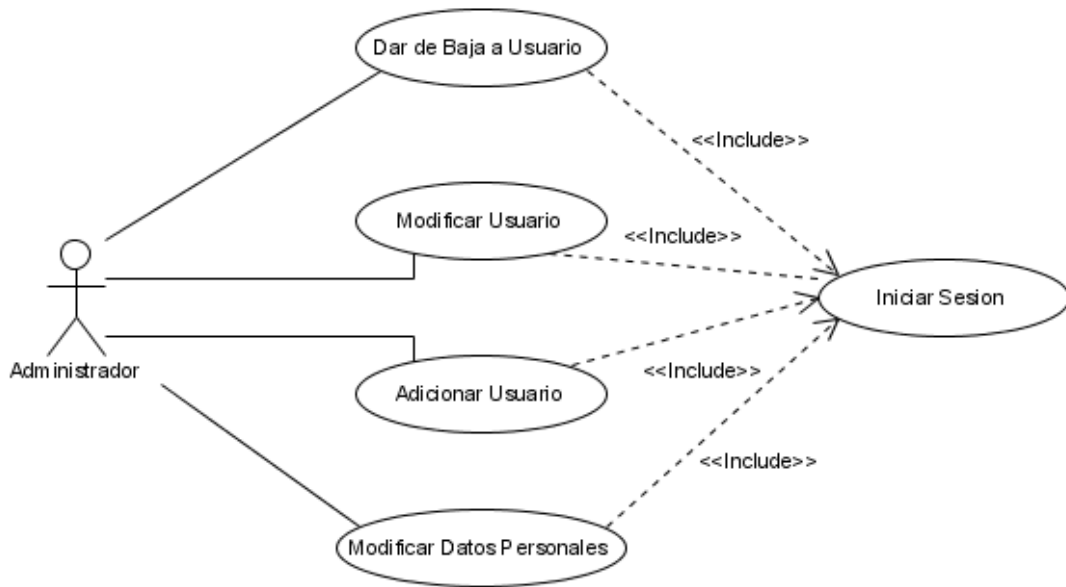 Dar de Baja a Usuario
<<Include>>
Modificar Usuario
<<Include>>
Iniciar Sesion
Administrador
<<Include>>
Adicionar Usuario
<<Include>>
Modificar Datos Personales